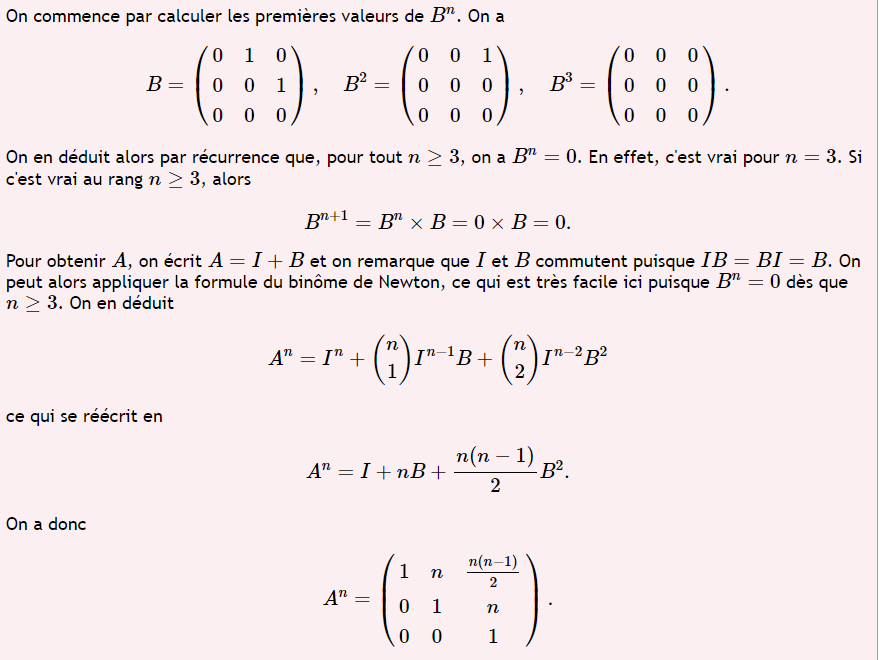 On commence par calculer les premières valeurs de $B^n$. On a
$$B = \begin{pmatrix} 0 & 1 & 0 \\ 0 & 0 & 1 \\ 0 & 0 & 0 \end{pmatrix}, \quad B^2 = \begin{pmatrix} 0 & 0 & 1 \\ 0 & 0 & 0 \\ 0 & 0 & 0 \end{pmatrix}, \quad B^3 = \begin{pmatrix} 0 & 0 & 0 \\ 0 & 0 & 0 \\ 0 & 0 & 0 \end{pmatrix}.$$
On en déduit alors par récurrence que, pour tout $n \geq 3$, on a $B^n = 0$. En effet, c'est vrai pour $n = 3$. Si
c'est vrai au rang $n \geq 3$, alors
$$B^{n+1} = B^n \times B = 0 \times B = 0.$$
Pour obtenir $A$, on écrit $A = I + B$ et on remarque que $I$ et $B$ commutent puisque $IB = BI = B$. On
peut alors appliquer la formule du binôme de Newton, ce qui est très facile ici puisque $B^n = 0$ dès que
$n \geq 3$. On en déduit
$$A^n = I^n + \binom{n}{1} I^{n-1} B + \binom{n}{2} I^{n-2} B^2$$
ce qui se réécrit en
$$A^n = I + nB + \frac{n(n-1)}{2} B^2.$$
On a donc
$$A^n = \begin{pmatrix} 1 & n & \frac{n(n-1)}{2} \\ 0 & 1 & n \\ 0 & 0 & 1 \end{pmatrix}.$$